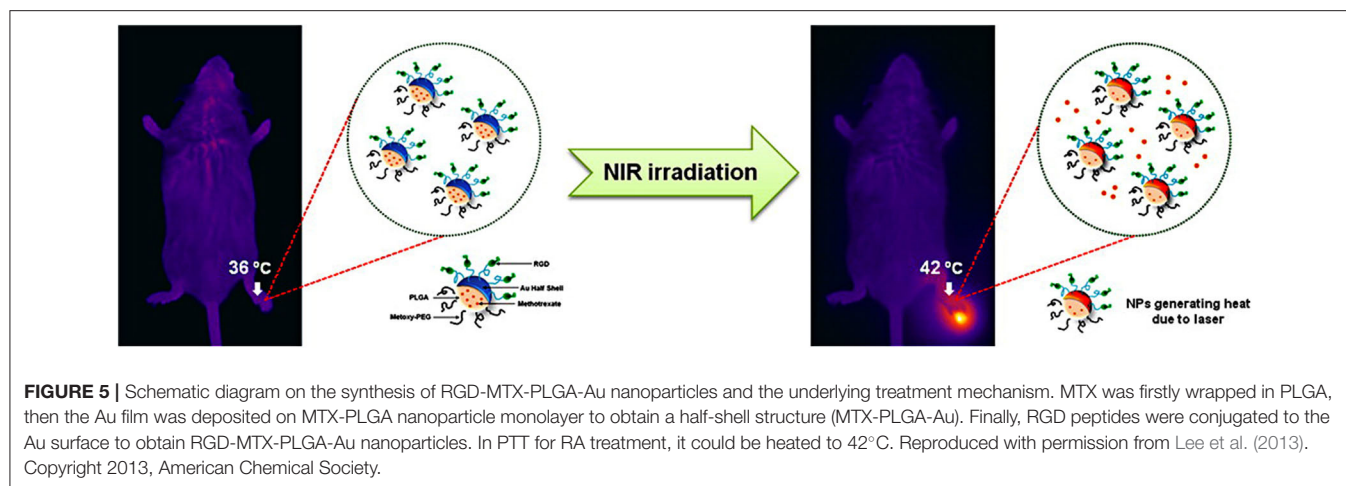 36 ºC
RGD
Au Half Shell
PLGA
Methotrexate
Metoxy-PEG
NIR irradiation
42 ºC
NPs generating heat
due to laser
FIGURE 5 | Schematic diagram on the synthesis of RGD-MTX-PLGA-Au nanoparticles and the underlying treatment mechanism. MTX was firstly wrapped in PLGA,
then the Au film was deposited on MTX-PLGA nanoparticle monolayer to obtain a half-shell structure (MTX-PLGA-Au). Finally, RGD peptides were conjugated to the
Au surface to obtain RGD-MTX-PLGA-Au nanoparticles. In PTT for RA treatment, it could be heated to 42°C. Reproduced with permission from Lee et al. (2013).
Copyright 2013, American Chemical Society.